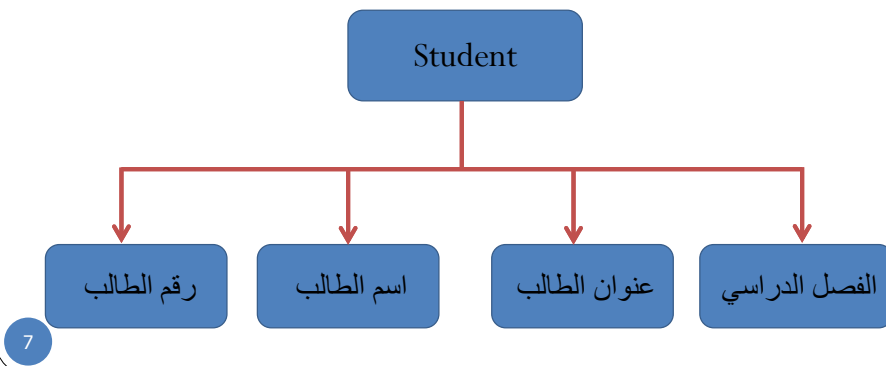 Student
الفصل الدراسي
عنوان الطالب
اسم الطالب
رقم الطالب
7